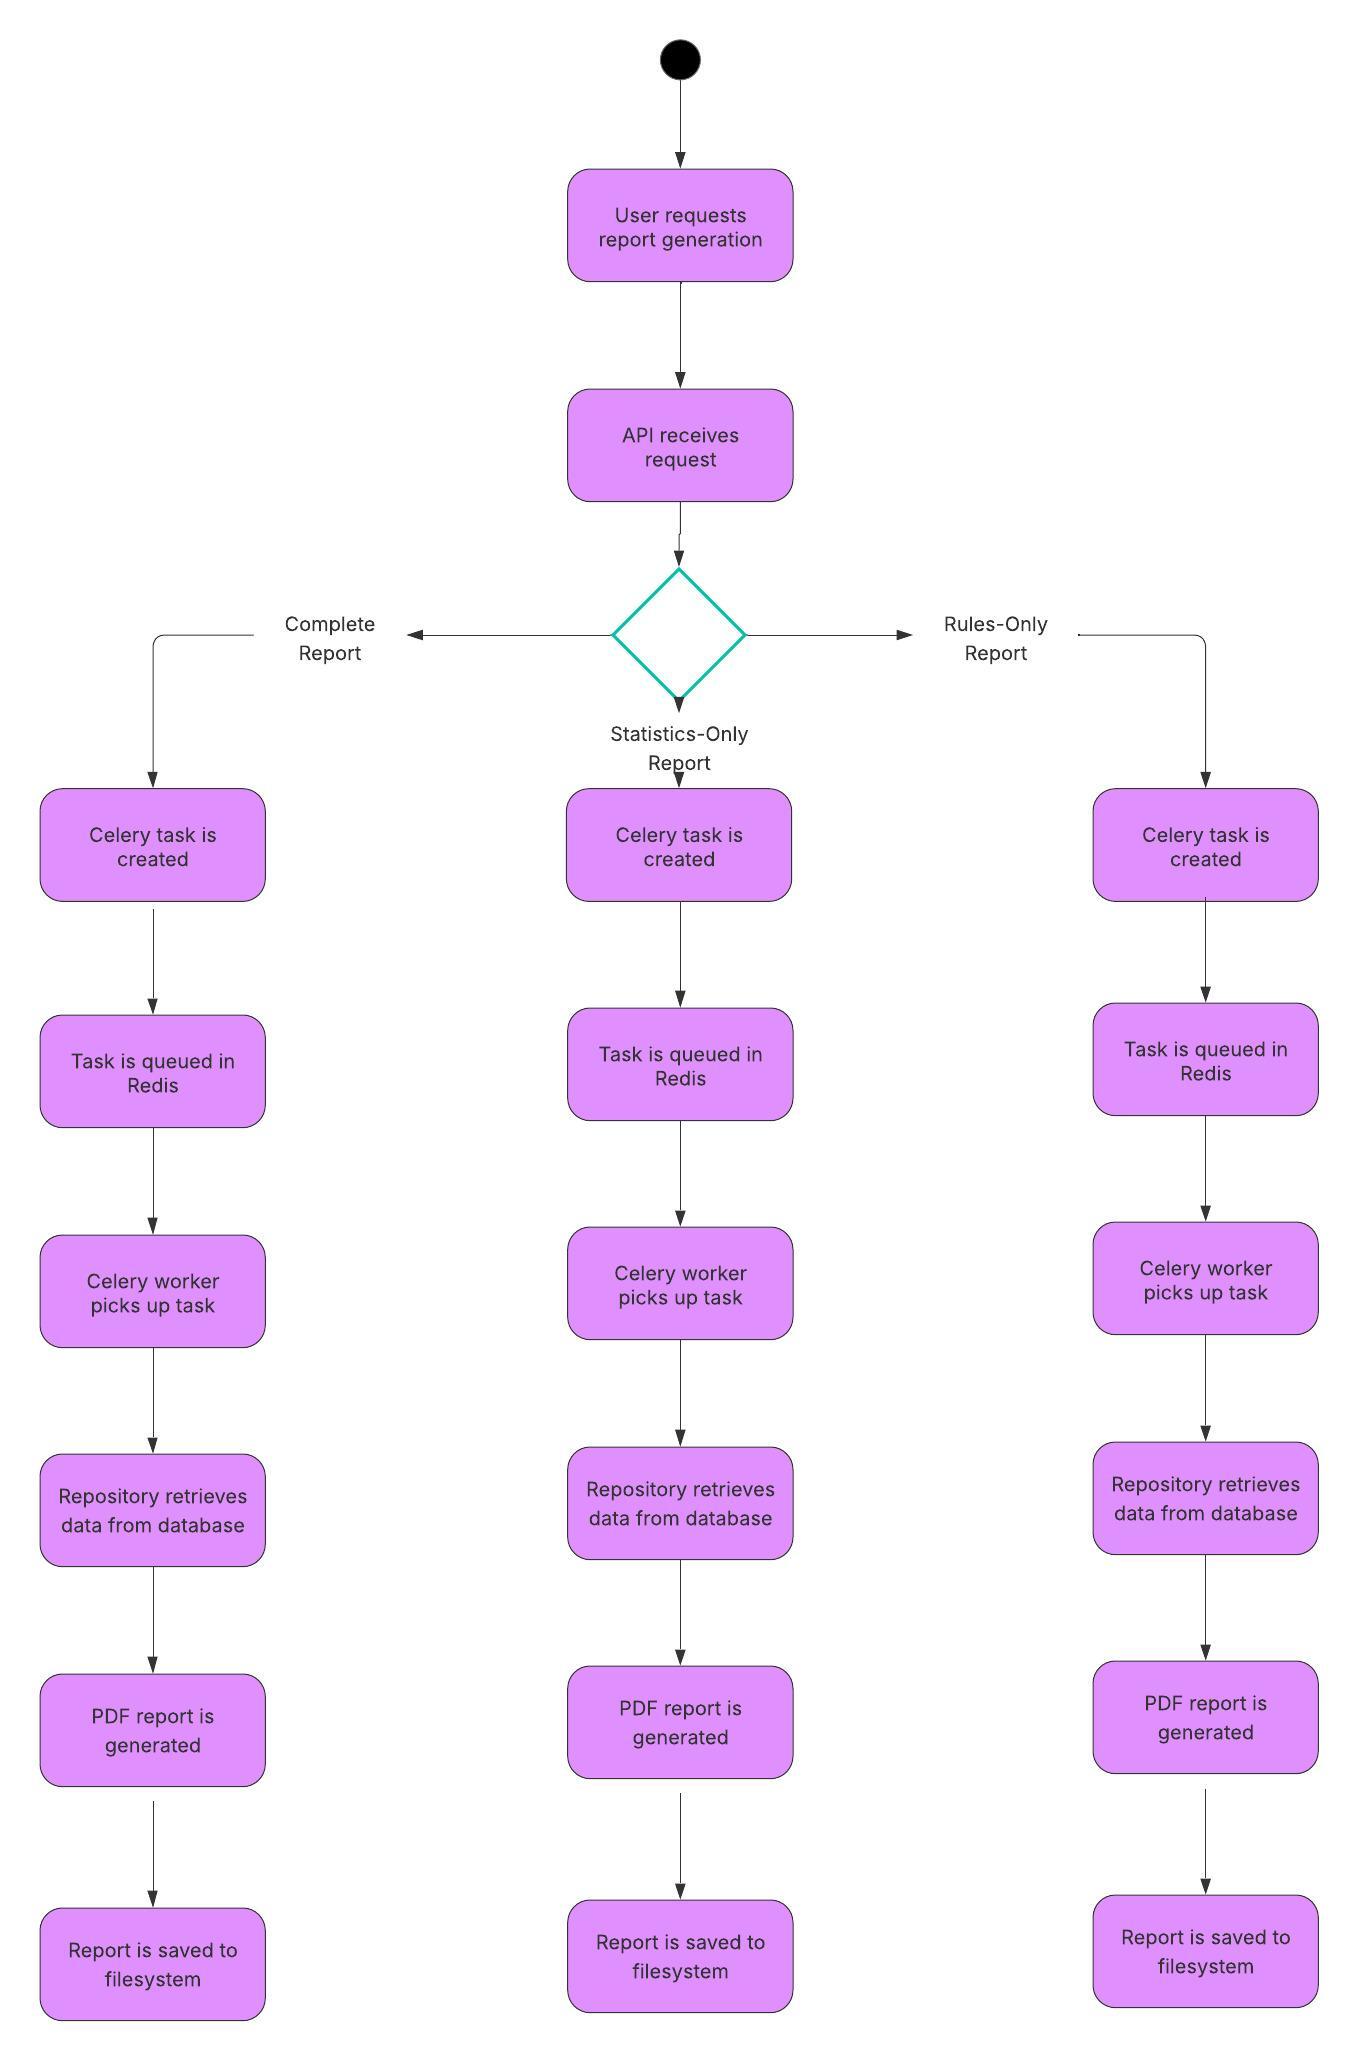 User requests
report generation
API receives
request
Complete
Report
Rules-Only
Report
Statistics-Only
Report
Celery task is
created
Celery task is
created
Celery task is
created
Task is queued in
Redis
Task is queued in
Redis
Task is queued in
Redis
Celery worker
picks up task
Celery worker
picks up task
Celery worker
picks up task
Repository retrieves
data from database
Repository retrieves
data from database
Repository retrieves
data from database
PDF report is
generated
PDF report is
generated
PDF report is
generated
Report is saved to
filesystem
Report is saved to
filesystem
Report is saved to
filesystem